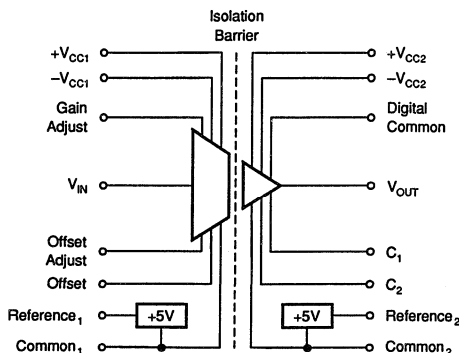 Isolation
Barrier
+VCC1
–VCC1
Gain
Adjust
VIN
Offset
Adjust
Offset
Reference1
+5V
Common1
+VCC2
–VCC2
Digital
Common
VOUT
C1
C2
+5V
Reference2
Common2